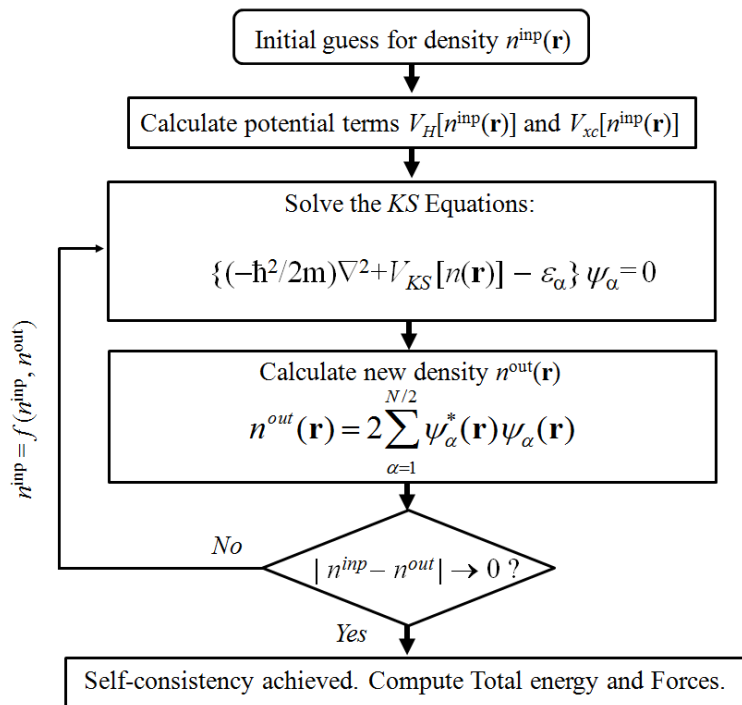 Initial guess for density n^inp(r)
Calculate potential terms V_H[n^inp(r)] and V_xc[n^inp(r)]
Solve the KS Equations:
{(-ħ²/2m)∇²+V_KS[n(r)] − ε_α} ψ_α = 0
Calculate new density n^out(r)
n^out(r) = 2 ∑_{α=1}^{N/2} ψ_α^*(r)ψ_α(r)
n^inp = f (n^inp, n^out)
No
| n^inp − n^out | → 0 ?
Yes
Self-consistency achieved. Compute Total energy and Forces.